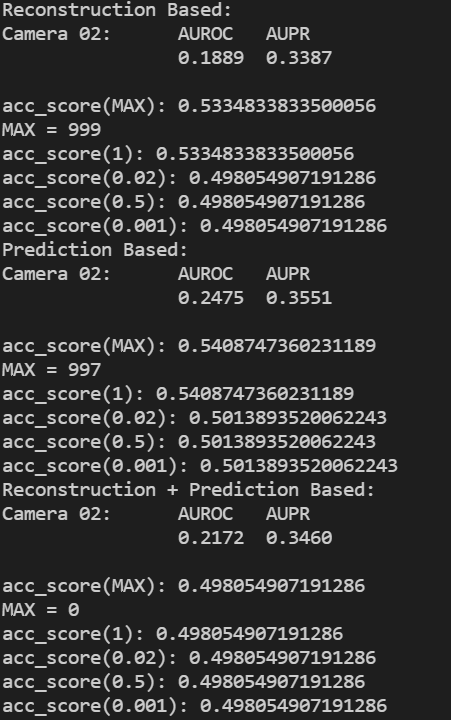 Reconstruction Based:
Camera 02: AUROC AUPR
0.1889 0.3387
acc_score(MAX): 0.5334833833500056
MAX = 999
acc_score(1): 0.5334833833500056
acc_score(0.02): 0.498054907191286
acc_score(0.5): 0.498054907191286
acc_score(0.001): 0.498054907191286
Prediction Based:
Camera 02: AUROC AUPR
0.2475 0.3551
acc_score(MAX): 0.5408747360231189
MAX = 997
acc_score(1): 0.5408747360231189
acc_score(0.02): 0.5013893520062243
acc_score(0.5): 0.5013893520062243
acc_score(0.001): 0.5013893520062243
Reconstruction + Prediction Based:
Camera 02: AUROC AUPR
0.2172 0.3460
acc_score(MAX): 0.498054907191286
MAX = 0
acc_score(1): 0.498054907191286
acc_score(0.02): 0.498054907191286
acc_score(0.5): 0.498054907191286
acc_score(0.001): 0.498054907191286